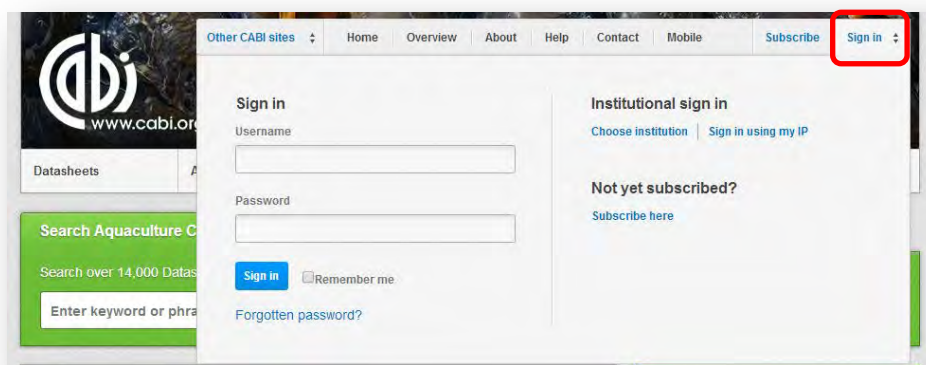 Other CABI sites Home Overview About Help Contact Mobile Subscribe Sign in
cabi
www.cabi.or
Sign in
Username
Password
Sign in Remember me
Forgotten password?
Institutional sign in
Choose institution | Sign in using my IP
Not yet subscribed?
Subscribe here
Datasheets A
Search Aquaculture C
Search over 14,000 Datas
Enter keyword or phra